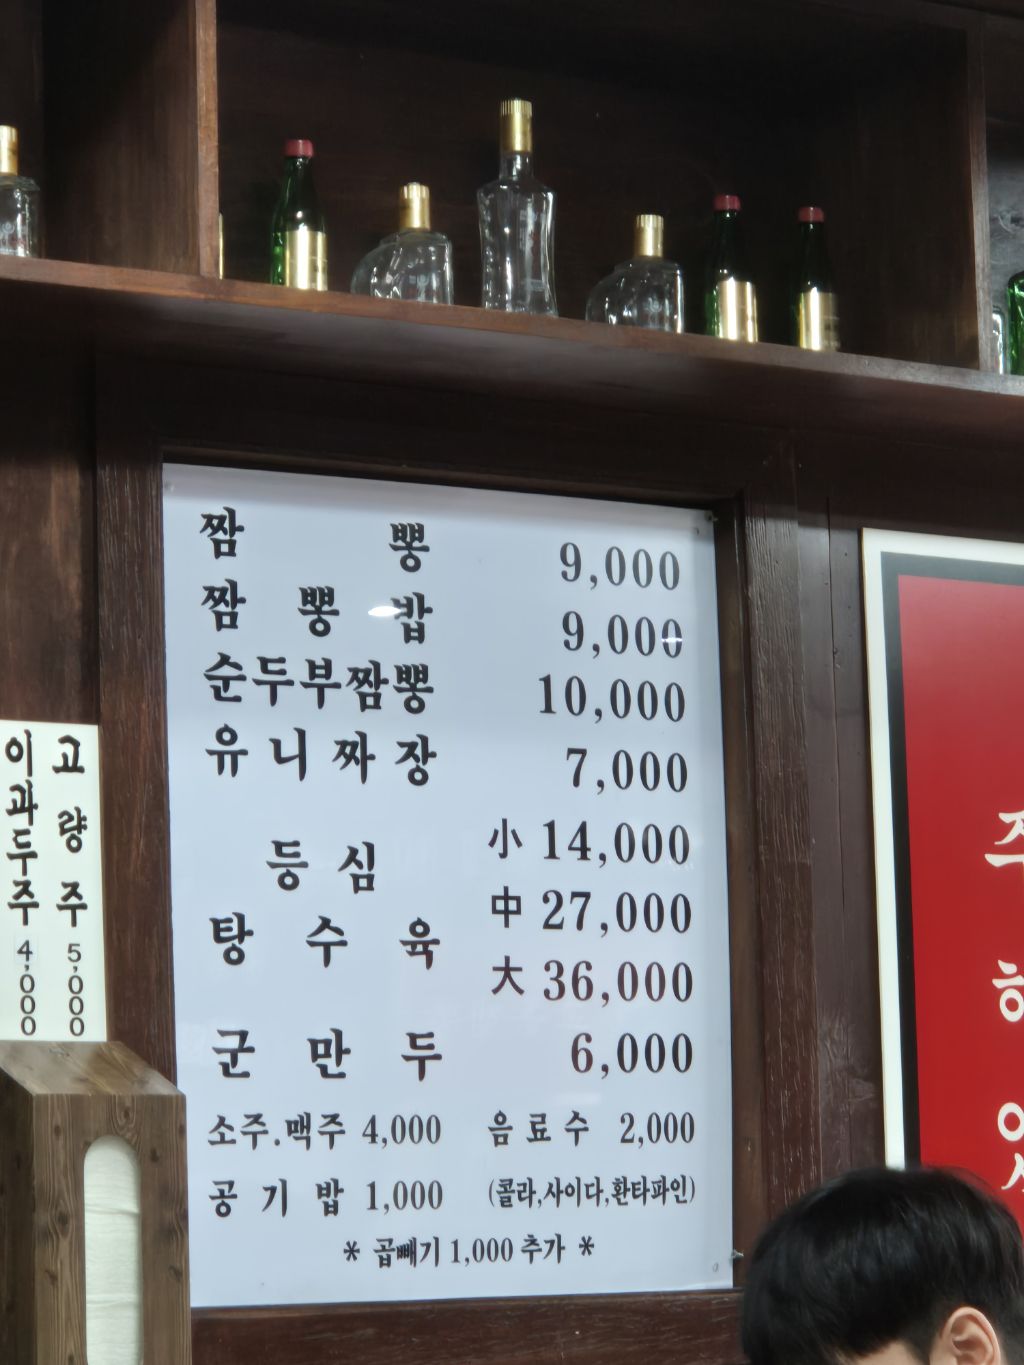 짬뽕 9,000
짬뽕밥 9,000
순두부짬뽕 10,000
유니짜장 7,000
등심 탕수육
小 14,000
中 27,000
大 36,000
군만두 6,000
소주.맥주 4,000 음료수 2,000
공기밥 1,000 (콜라,사이다,환타파인)
* 곱빼기 1,000 추가 *
고량주 5,000
이과두주 4,000
주